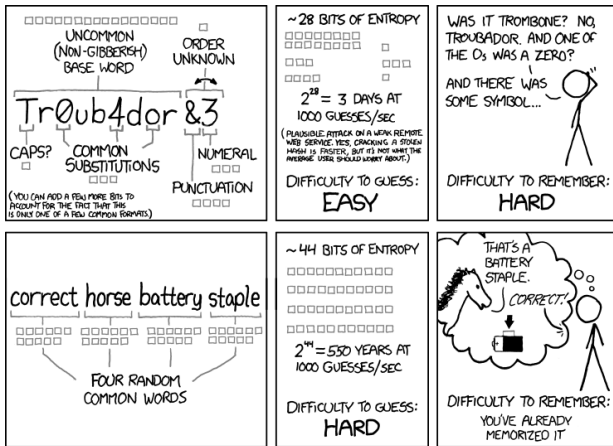 UNCOMMON
(NON-GIBBERISH)
BASE WORD
ORDER
UNKNOWN
Tr0ub4dor &3
CAPS?
COMMON
SUBSTITUTIONS
NUMERAL
PUNCTUATION
(YOU CAN ADD A FEW MORE BITS TO
ACCOUNT FOR THE FACT THAT THIS
IS ONLY ONE OF A FEW COMMON FORMATS.)
~28 BITS OF ENTROPY
2^28 = 3 DAYS AT
1000 GUESSES/SEC
(PLAUSIBLE ATTACK ON A WEAK REMOTE
WEB SERVICE. YES, CRACKING A STOLEN
HASH IS FASTER, BUT IT'S NOT WHAT THE
AVERAGE USER SHOULD WORRY ABOUT.)
DIFFICULTY TO GUESS:
EASY
WAS IT TROMBONE? NO,
TROUBADOR. AND ONE OF
THE Os WAS A ZERO?
AND THERE WAS
SOME SYMBOL...
DIFFICULTY TO REMEMBER:
HARD
correct horse battery staple
FOUR RANDOM
COMMON WORDS
~44 BITS OF ENTROPY
2^44 = 550 YEARS AT
1000 GUESSES/SEC
DIFFICULTY TO GUESS:
HARD
THAT'S A
BATTERY
STAPLE.
CORRECT!
DIFFICULTY TO REMEMBER:
YOU'VE ALREADY
MEMORIZED IT